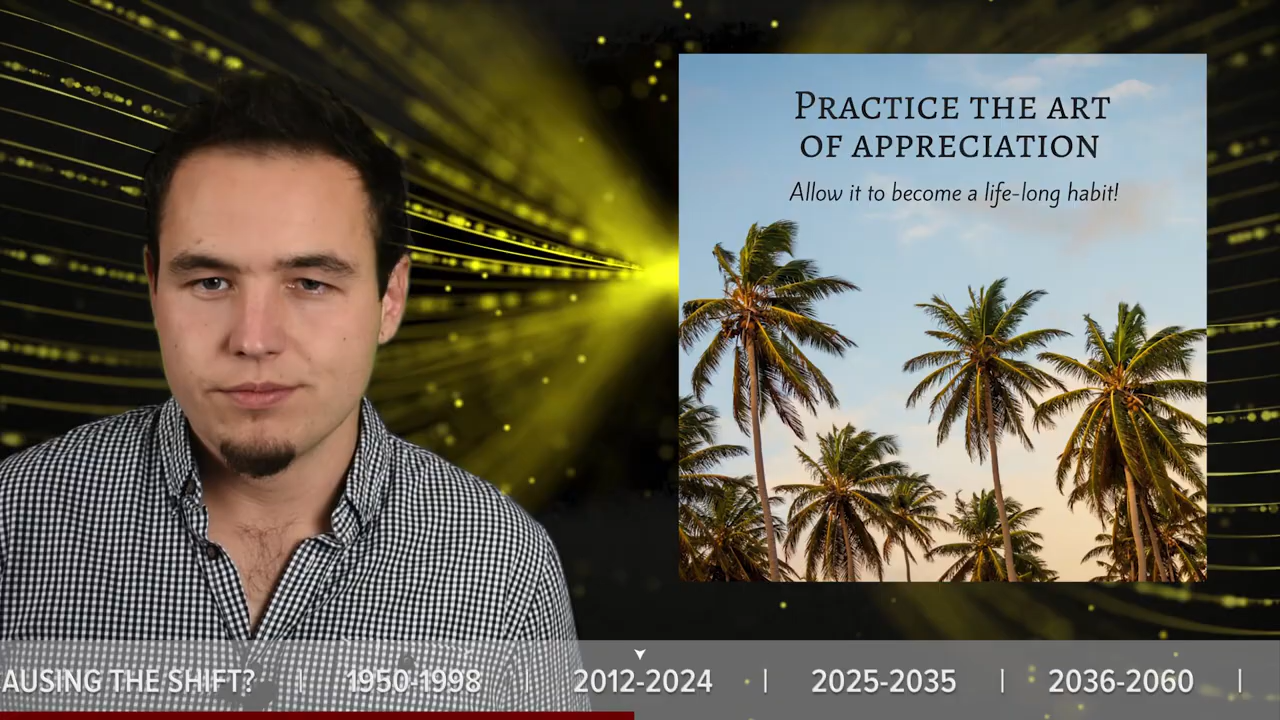 PRACTICE THE ART
OF APPRECIATION
Allow it to become a life-long habit!
AUSING THE SHIFT? | 1950-1998 | 2012-2024 | 2025-2035 | 2036-2060 |